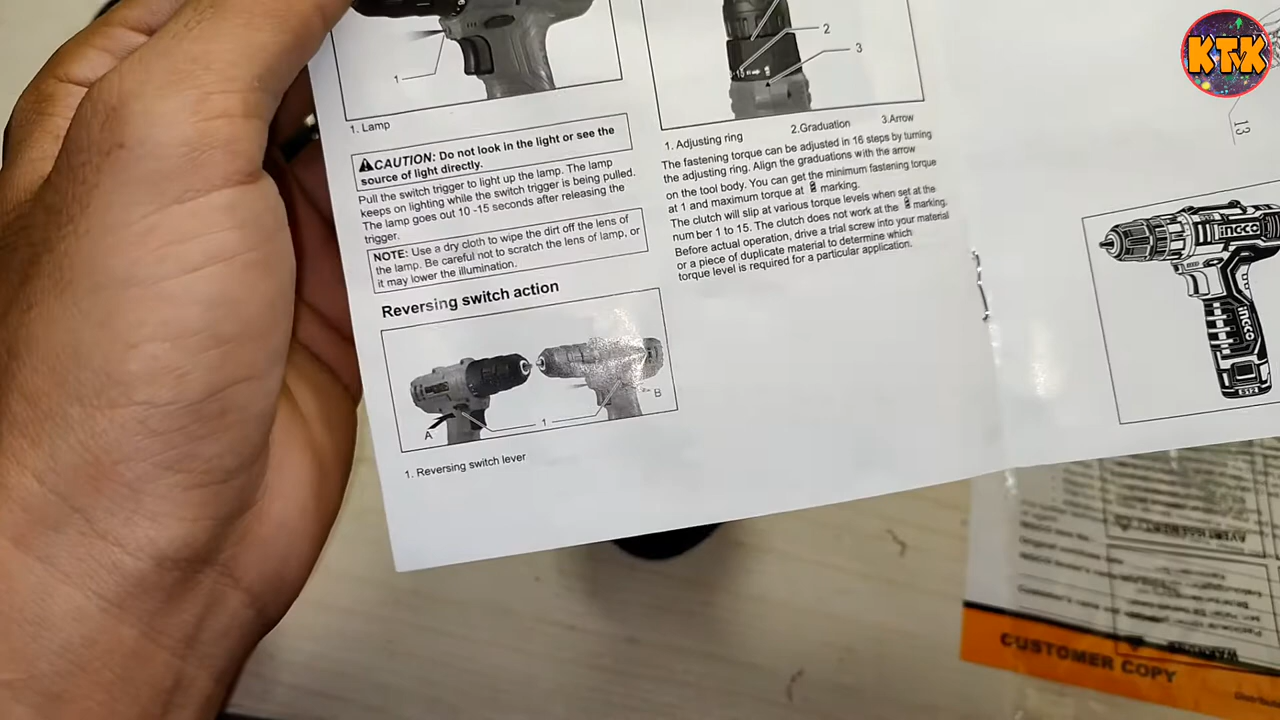 1
1. Lamp
CAUTION: Do not look in the light or see the
source of light directly.
Pull the switch trigger to light up the lamp. The lamp
keeps on lighting while the switch trigger is being pulled.
The lamp goes out 10 -15 seconds after releasing the
trigger.
NOTE: Use a dry cloth to wipe the dirt off the lens of
the lamp. Be careful not to scratch the lens of lamp, or
it may lower the illumination.
Reversing switch action
A
1
B
1. Reversing switch lever
2
3
1. Adjusting ring 2.Graduation 3.Arrow
The fastening torque can be adjusted in 16 steps by turning
the adjusting ring. Align the graduations with the arrow
on the tool body. You can get the minimum fastening torque
at 1 and maximum torque at marking.
The clutch will slip at various torque levels when set at the
num ber 1 to 15. The clutch does not work at the marking.
Before actual operation, drive a trial screw into your material
or a piece of duplicate material to determine which
torque level is required for a particular application.
13
INGCO
INGCO
S12
KTK
WARNING
CUSTOMER COPY